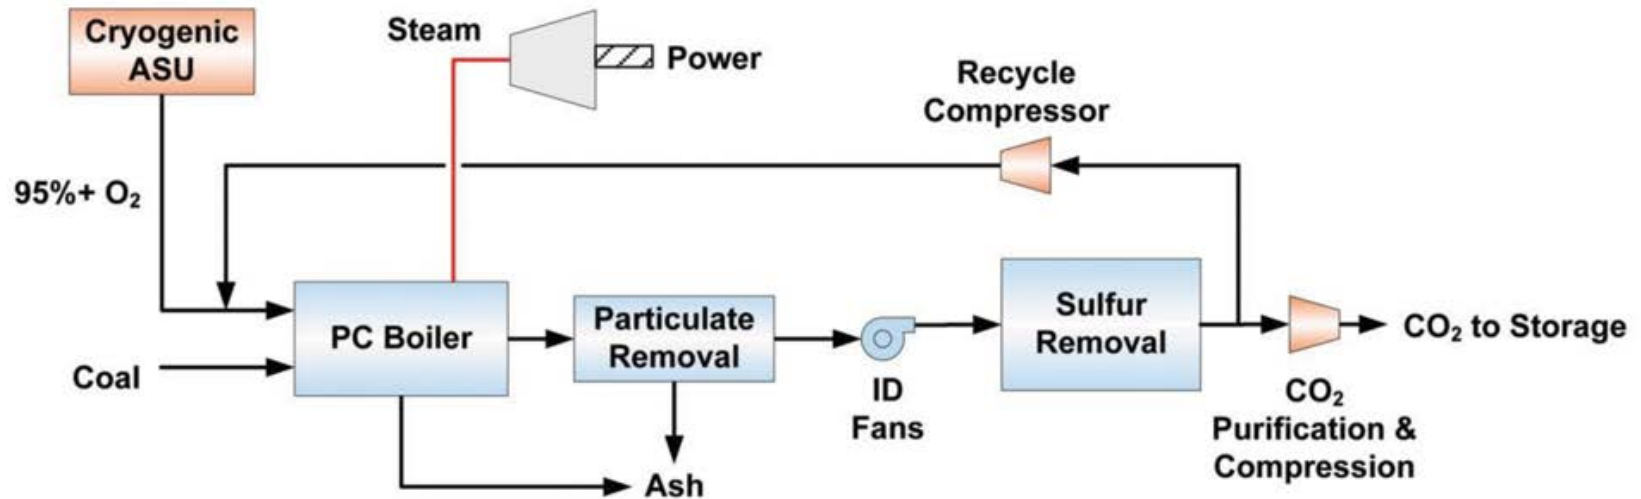 Cryogenic
ASU
Steam
Power
Recycle
Compressor
95%+ O₂
PC Boiler
Particulate
Removal
Sulfur
Removal
CO₂ to Storage
Coal
ID
Fans
CO₂
Purification &
Compression
Ash